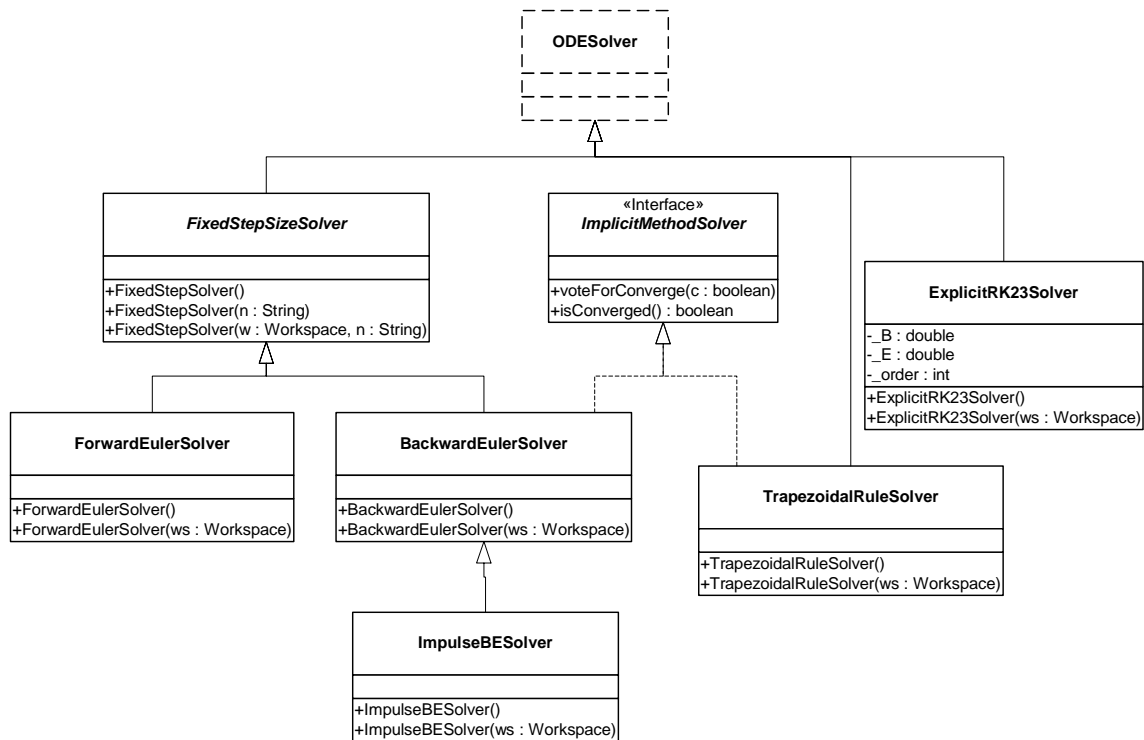 ODESolver
FixedStepSizeSolver
+FixedStepSolver()
+FixedStepSolver(n : String)
+FixedStepSolver(w : Workspace, n : String)
«Interface»
ImplicitMethodSolver
+voteForConverge(c : boolean)
+isConverged() : boolean
ExplicitRK23Solver
-_B : double
-_E : double
-_order : int
+ExplicitRK23Solver()
+ExplicitRK23Solver(ws : Workspace)
ForwardEulerSolver
+ForwardEulerSolver()
+ForwardEulerSolver(ws : Workspace)
BackwardEulerSolver
+BackwardEulerSolver()
+BackwardEulerSolver(ws : Workspace)
TrapezoidalRuleSolver
+TrapezoidalRuleSolver()
+TrapezoidalRuleSolver(ws : Workspace)
ImpulseBESolver
+ImpulseBESolver()
+ImpulseBESolver(ws : Workspace)